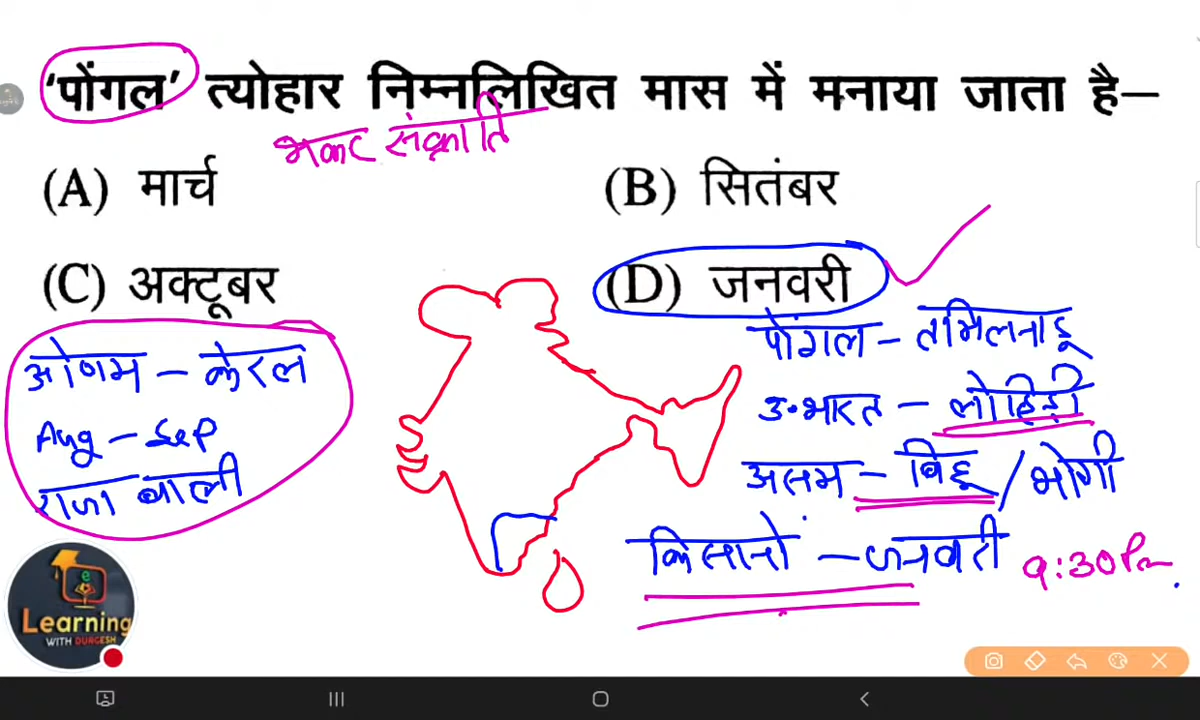 ‘पोंगल’ त्योहार निम्नलिखित मास में मनाया जाता है—
मकर संक्रांति
(A) मार्च
(B) सितंबर
(C) अक्टूबर
(D) जनवरी
पोंगल – तमिलनाडू
उ॰भारत – लोहिड़ी
असम – बिहू / भोगी
किसानों – जनवरी
9:30 Pm
ओणम – केरल
Aug – Sep
राजा बाली
e
Learning
WITH DURGESH